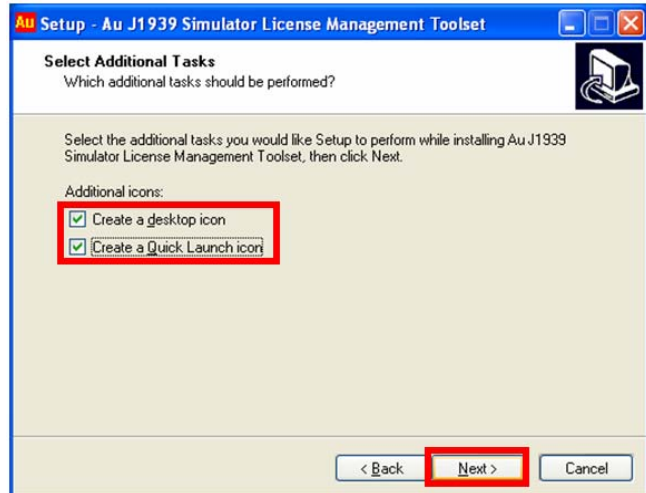 Au Setup - Au J1939 Simulator License Management Toolset
Select Additional Tasks
Which additional tasks should be performed?
Select the additional tasks you would like Setup to perform while installing Au J1939
Simulator License Management Toolset, then click Next.
Additional icons:
Create a desktop icon
Create a Quick Launch icon
< Back Next > Cancel